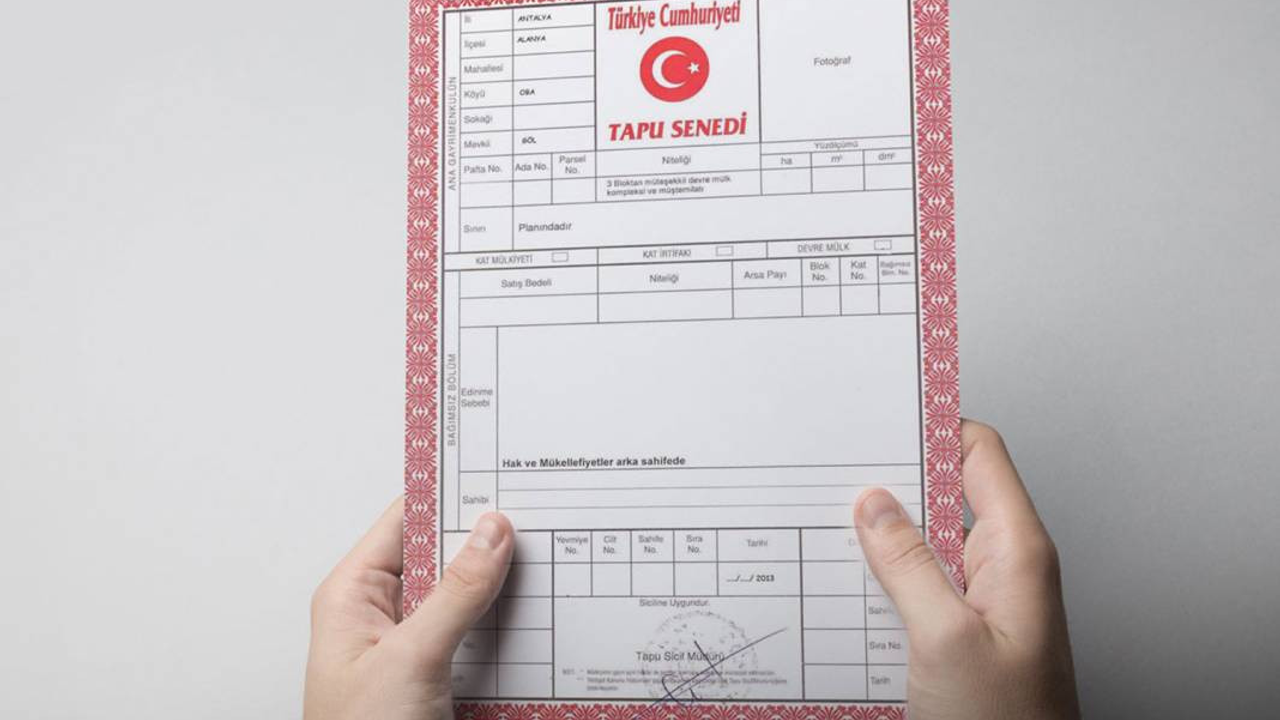 İli ANTALYA
Türkiye Cumhuriyeti
TAPU SENEDİ
Fotoğraf
ANA GAYRİMENKULÜN
İlçesi ALANYA
Mahallesi
Köyü OBA
Sokağı
Mevkii GÖL
Pafta No. Ada No. Parsel No.
Niteliği
Yüzölçümü
ha m² dm²
3 Bloktan müteşekkil devre mülk
kompleksi ve müştemilatı
Sınırı Planındadır
KAT MÜLKİYETİ KAT İRTİFAKI DEVRE MÜLK
BAĞIMSIZ BÖLÜM
Satış Bedeli Niteliği Arsa Payı Blok No. Kat No. Bağımsız Blm. No.
Edinme
Sebebi
Hak ve Mükellefiyetler arka sahifede
Sahibi
Yevmiye No. Cilt No. Sahife No. Sıra No. Tarihi
.../.../ 2013
Siciline Uygundur.
Tapu Sicil Müdürü
Sıra No.
Tarih